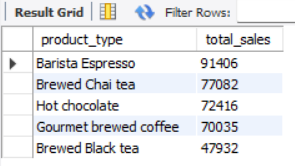 Result Grid Filter Rows:
product_type total_sales
Barista Espresso 91406
Brewed Chai tea 77082
Hot chocolate 72416
Gourmet brewed coffee 70035
Brewed Black tea 47932